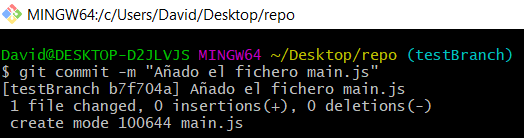 MINGW64:/c/Users/David/Desktop/repo
David@DESKTOP-D2JLVJS MINGW64 ~/Desktop/repo (testBranch)
$ git commit -m "Añado el fichero main.js"
[testBranch b7f704a] Añado el fichero main.js
 1 file changed, 0 insertions(+), 0 deletions(-)
 create mode 100644 main.js